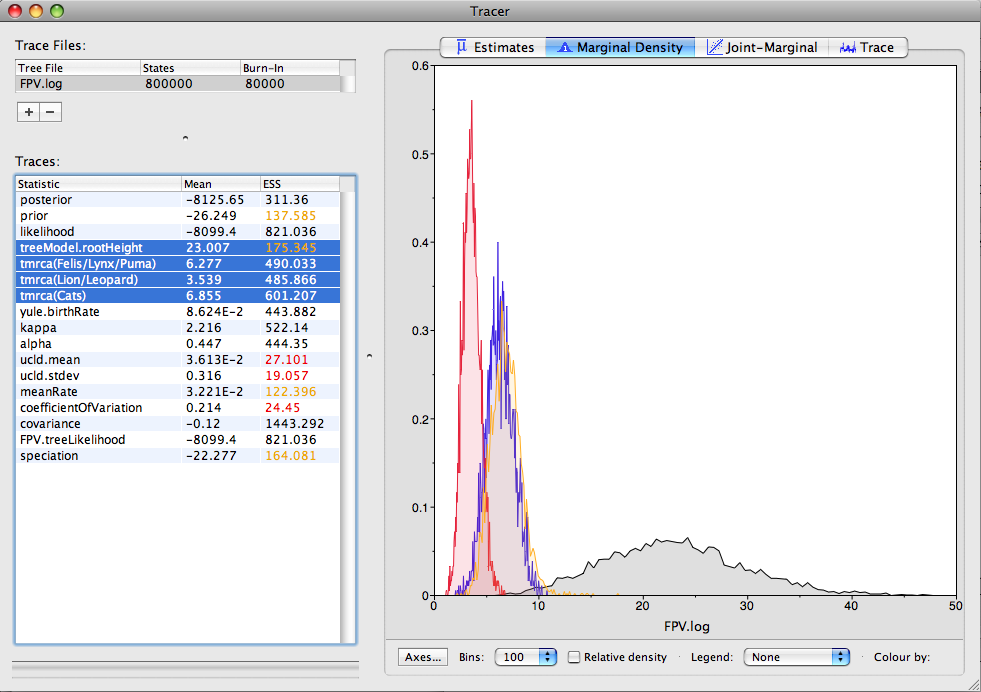 Tracer
Trace Files:
Tree File States Burn-In
FPV.log 800000 80000
+ −
Traces:
Statistic Mean ESS
posterior -8125.65 311.36
prior -26.249 137.585
likelihood -8099.4 821.036
treeModel.rootHeight 23.007 175.345
tmrca(Felis/Lynx/Puma) 6.277 490.033
tmrca(Lion/Leopard) 3.539 485.866
tmrca(Cats) 6.855 601.207
yule.birthRate 8.624E-2 443.882
kappa 2.216 522.14
alpha 0.447 444.35
ucld.mean 3.613E-2 27.101
ucld.stdev 0.316 19.057
meanRate 3.221E-2 122.396
coefficientOfVariation 0.214 24.45
covariance -0.12 1443.292
FPV.treeLikelihood -8099.4 821.036
speciation -22.277 164.081
μ Estimates Marginal Density Joint-Marginal Trace
0.6
0.5
0.4
0.3
0.2
0.1
0
0 10 20 30 40 50
FPV.log
Axes... Bins: 100 Relative density Legend: None Colour by: